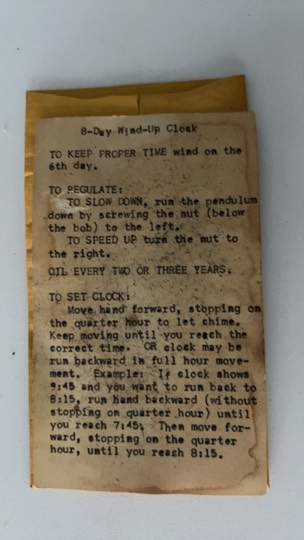 8-Day Wind-Up Clock
TO KEEP PROPER TIME wind on the
6th day.
TO REGULATE:
TO SLOW DOWN, run the pendulum
down by screwing the nut (below
the bob) to the left.
TO SPEED UP turn the nut to
the right.
OIL EVERY TWO OR THREE YEARS.
TO SET CLOCK:
Move hand forward, stopping on
the quarter hour to let chime.
Keep moving until you reach the
correct time. OR clock may be
run backward in full hour move-
ment. Example: If clock shows
9:45 and you want to run back to
8:15, run hand backward (without
stopping on quarter hour) until
you reach 7:45. Then move for-
ward, stopping on the quarter
hour, until you reach 8:15.